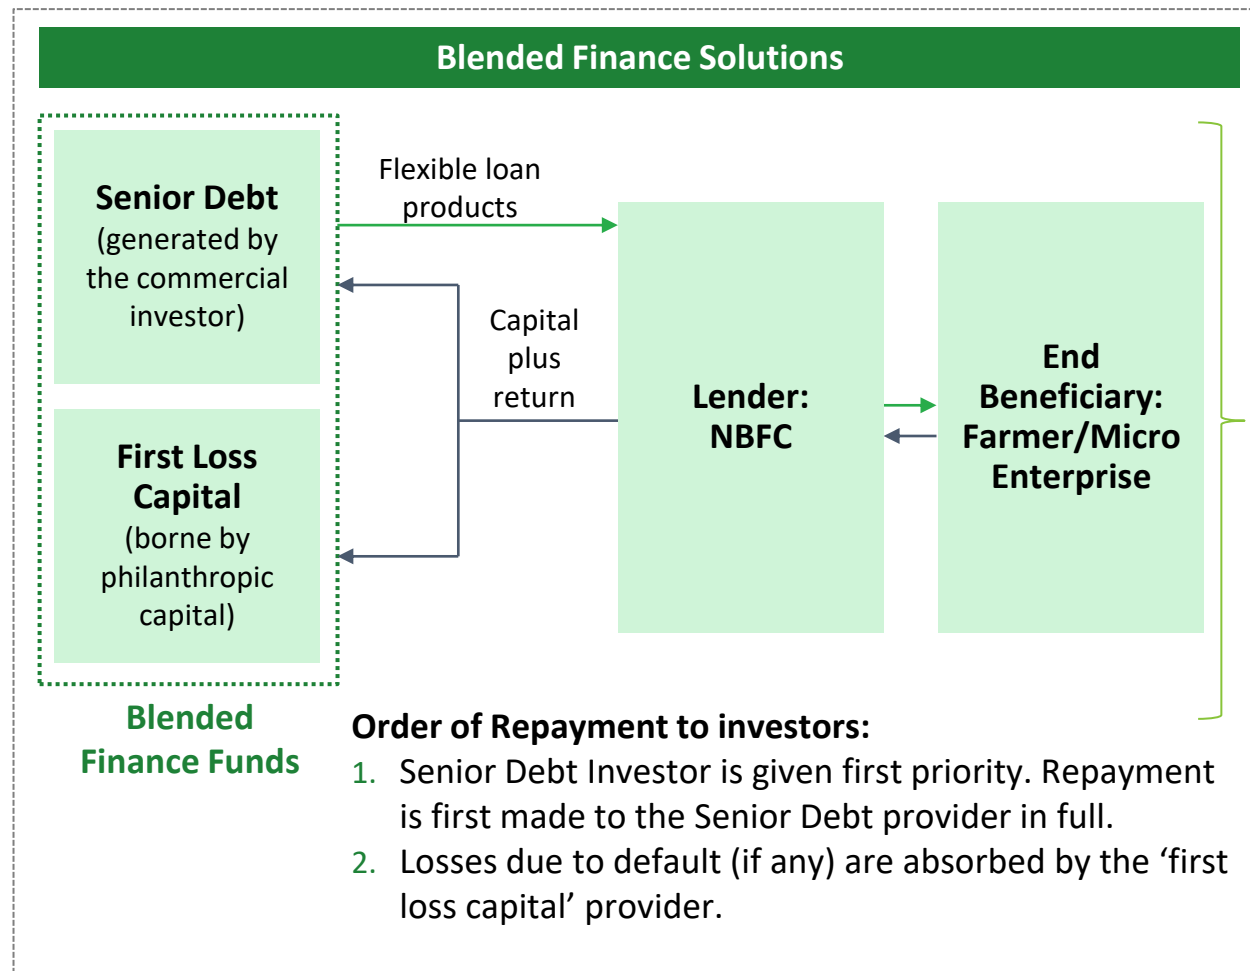 Blended Finance Solutions
Senior Debt
(generated by
the commercial
investor)
First Loss
Capital
(borne by
philanthropic
capital)
Blended
Finance Funds
Flexible loan
products
Capital
plus
return
Lender:
NBFC
End
Beneficiary:
Farmer/Micro
Enterprise
Order of Repayment to investors:
1. Senior Debt Investor is given first priority. Repayment
is first made to the Senior Debt provider in full.
2. Losses due to default (if any) are absorbed by the ‘first
loss capital’ provider.